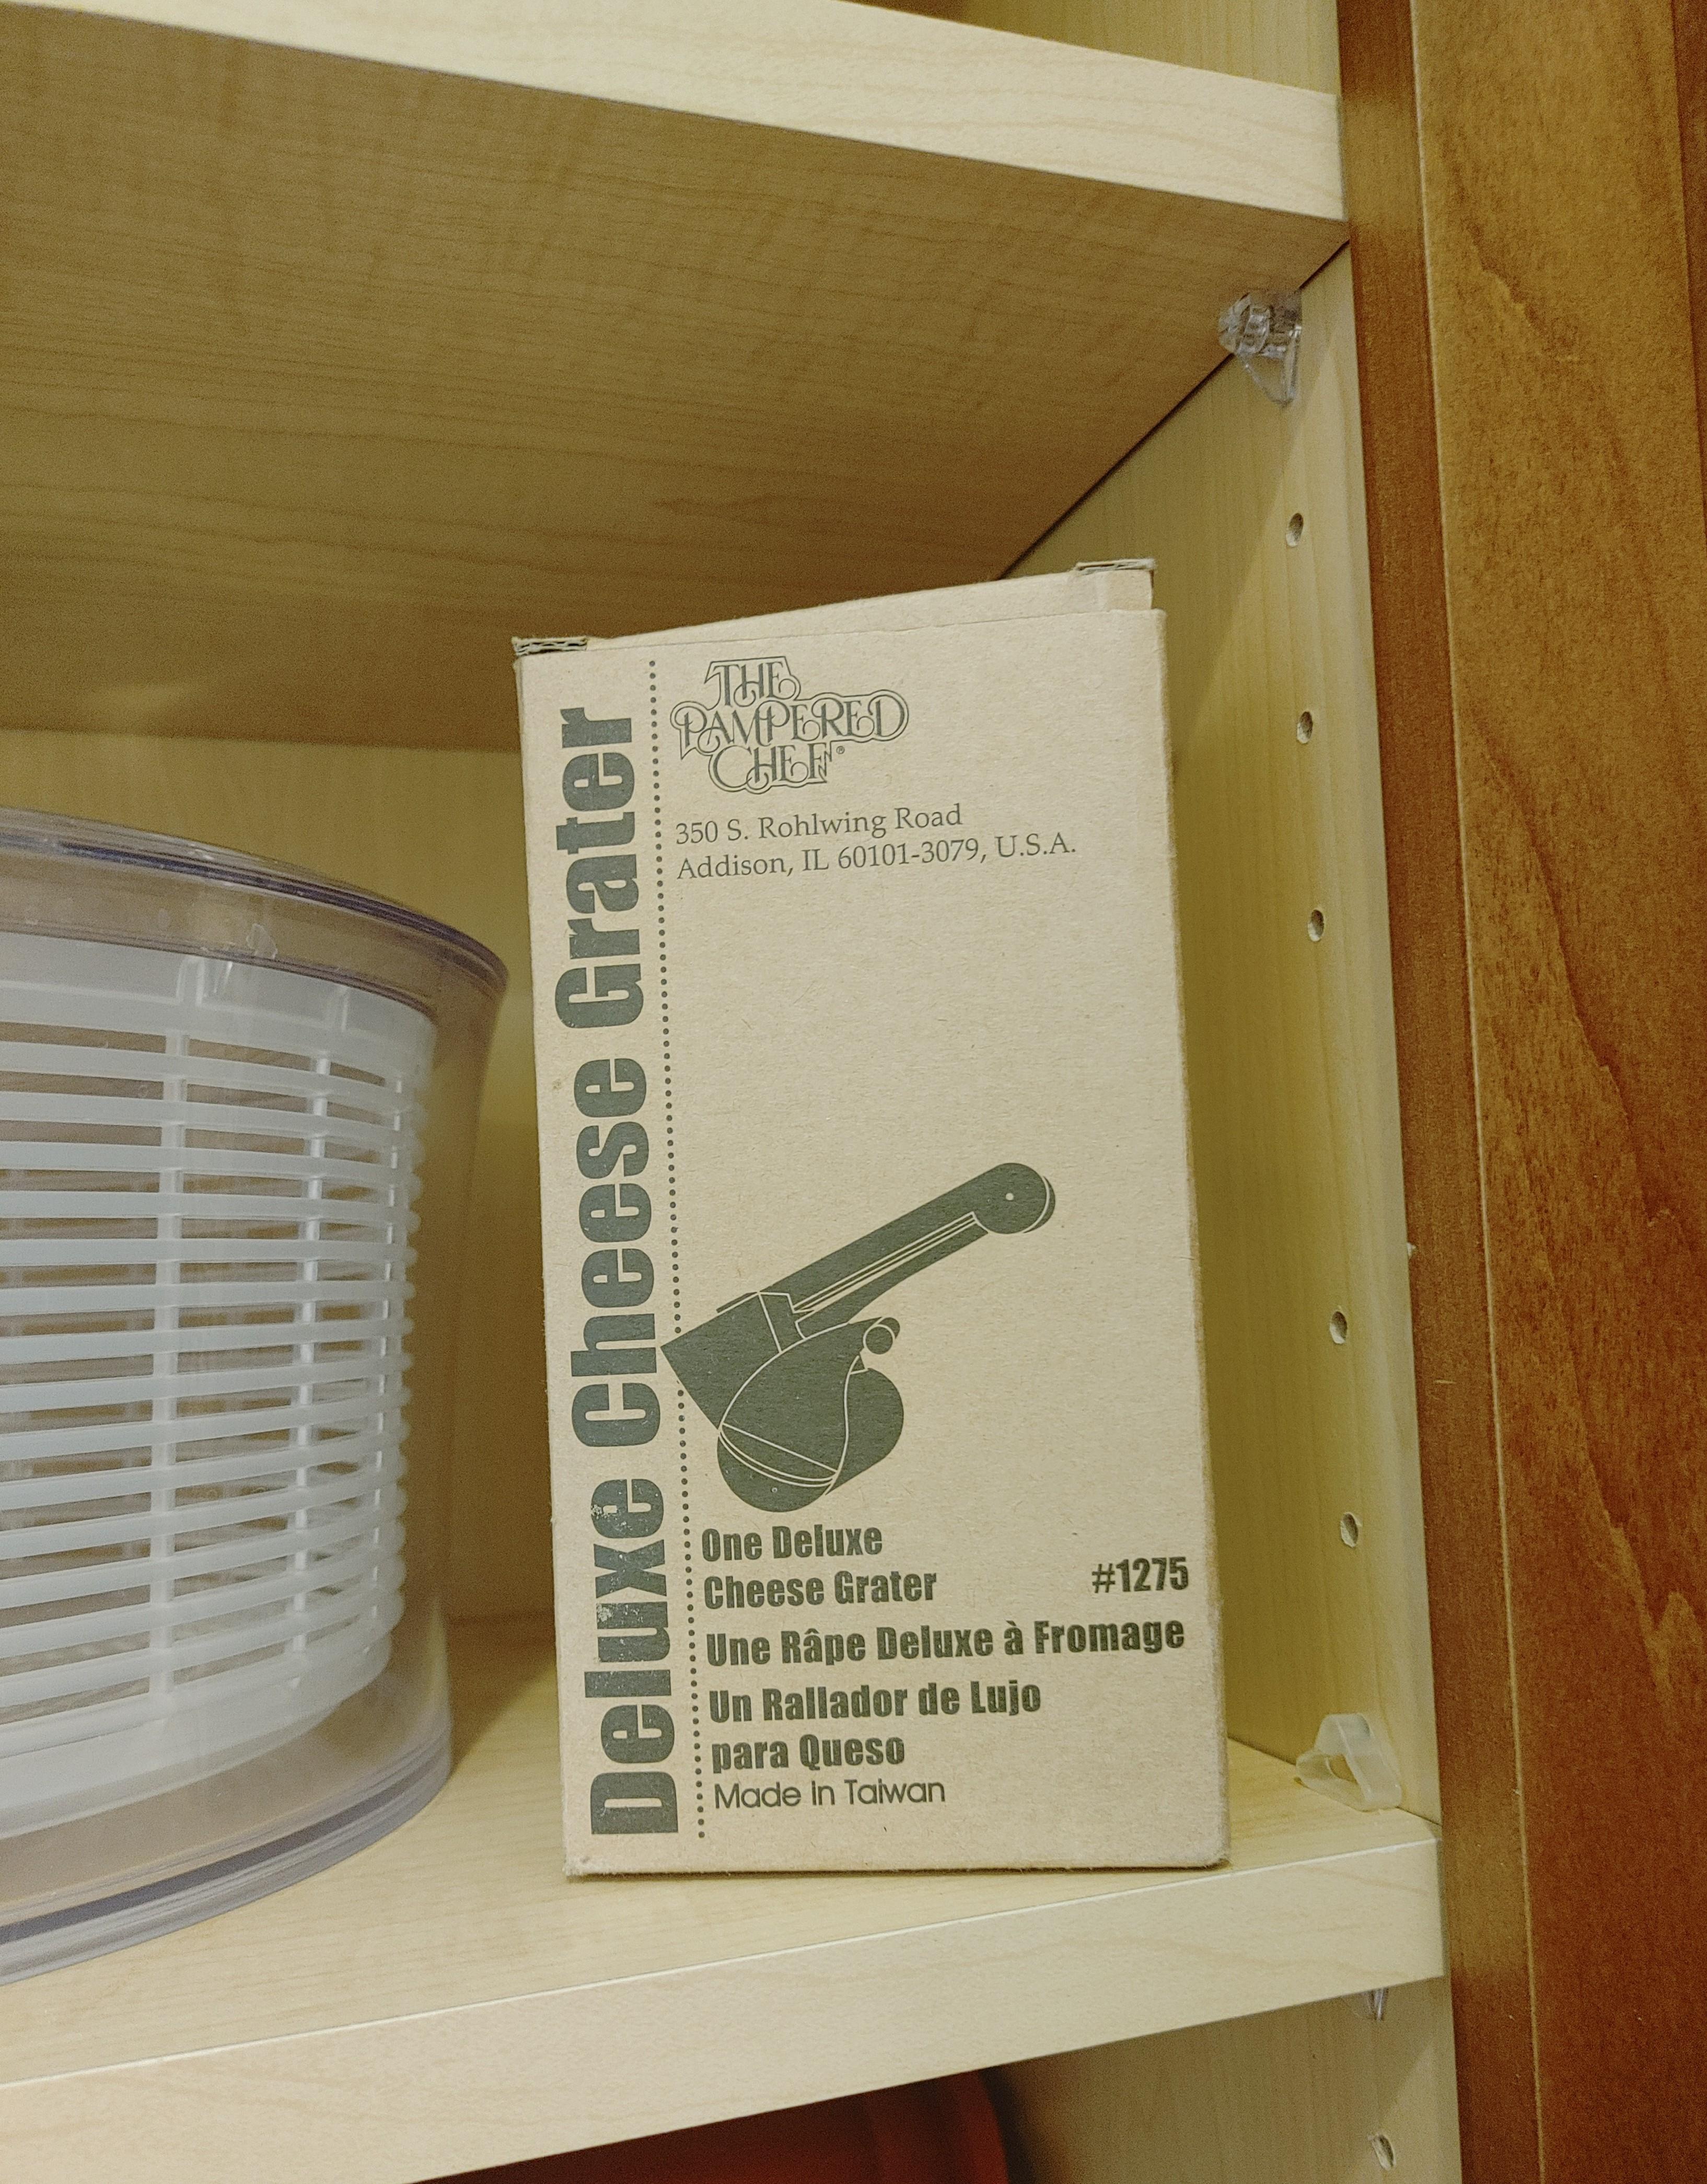 Deluxe Cheese Grater
THE
PAMPERED
CHEF®
350 S. Rohlwing Road
Addison, IL 60101-3079, U.S.A.
One Deluxe
Cheese Grater
#1275
Une Râpe Deluxe à Fromage
Un Rallador de Lujo
para Queso
Made in Taiwan